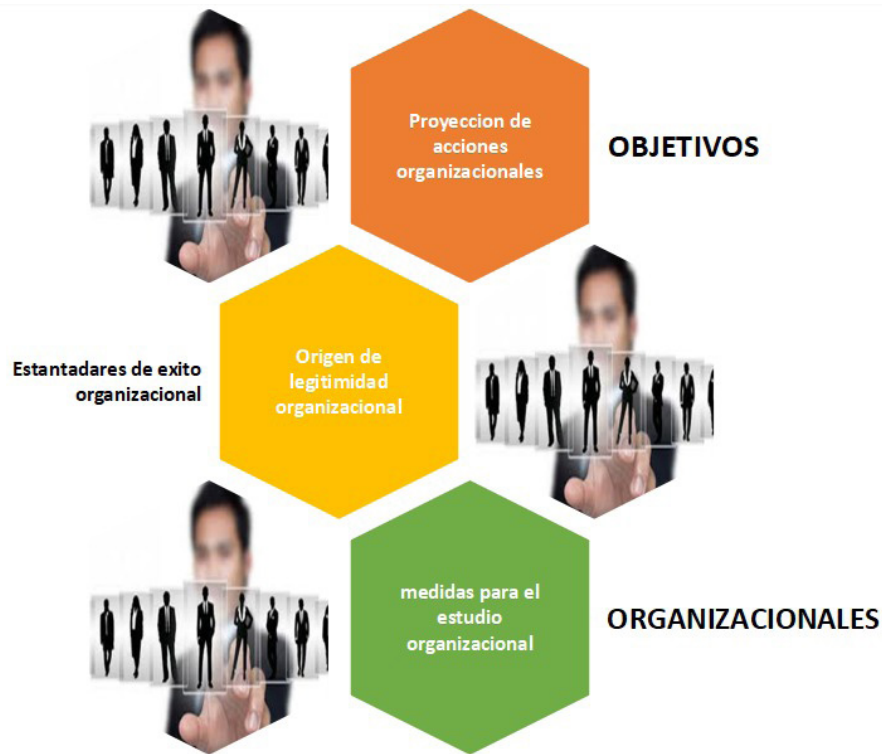 Proyeccion de
acciones
organizacionales
OBJETIVOS
Estantadares de exito
organizacional
Origen de
legitimidad
organizacional
medidas para el
estudio
organizacional
ORGANIZACIONALES